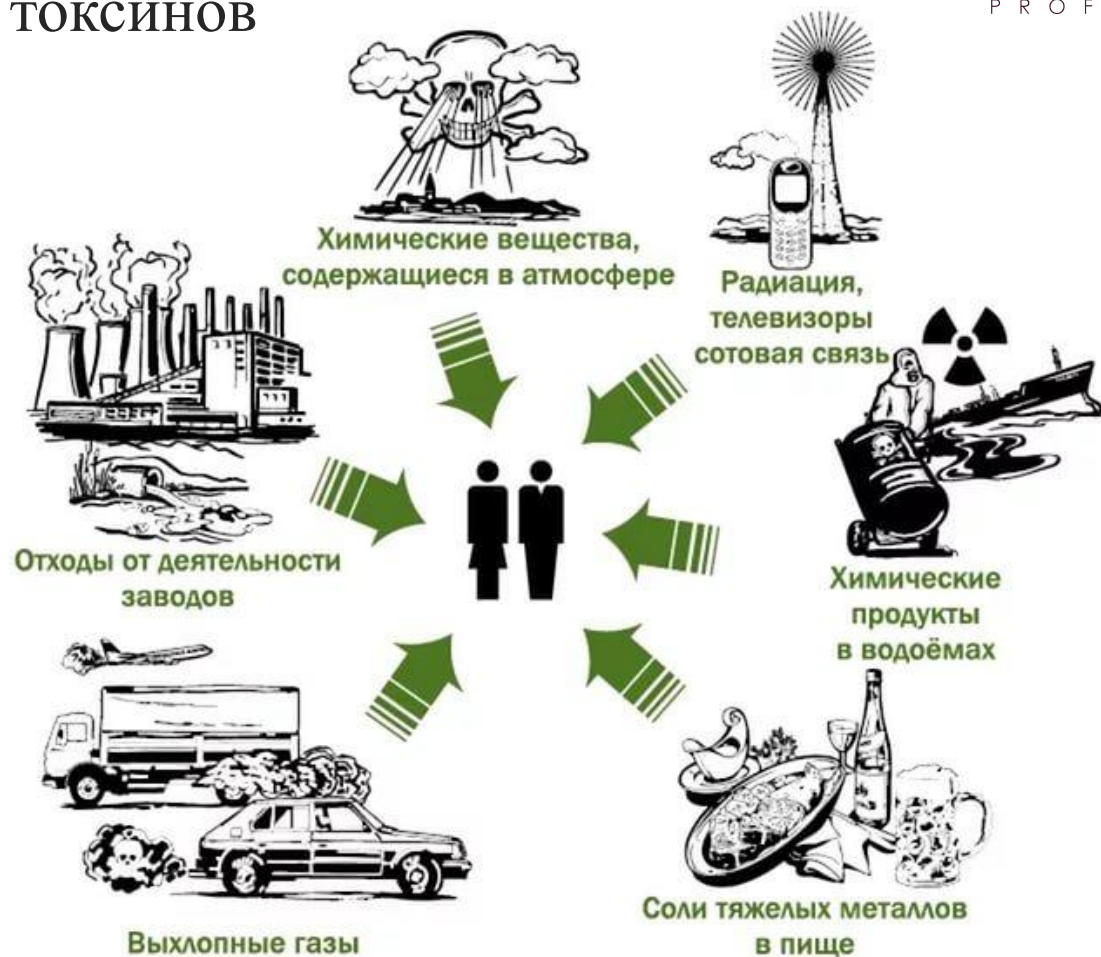 токсинов
P R O F
Химические вещества,
содержащиеся в атмосфере
Радиация,
телевизоры
сотовая связь
Отходы от деятельности
заводов
Химические
продукты
в водоёмах
Выхлопные газы
Соли тяжелых металлов
в пище